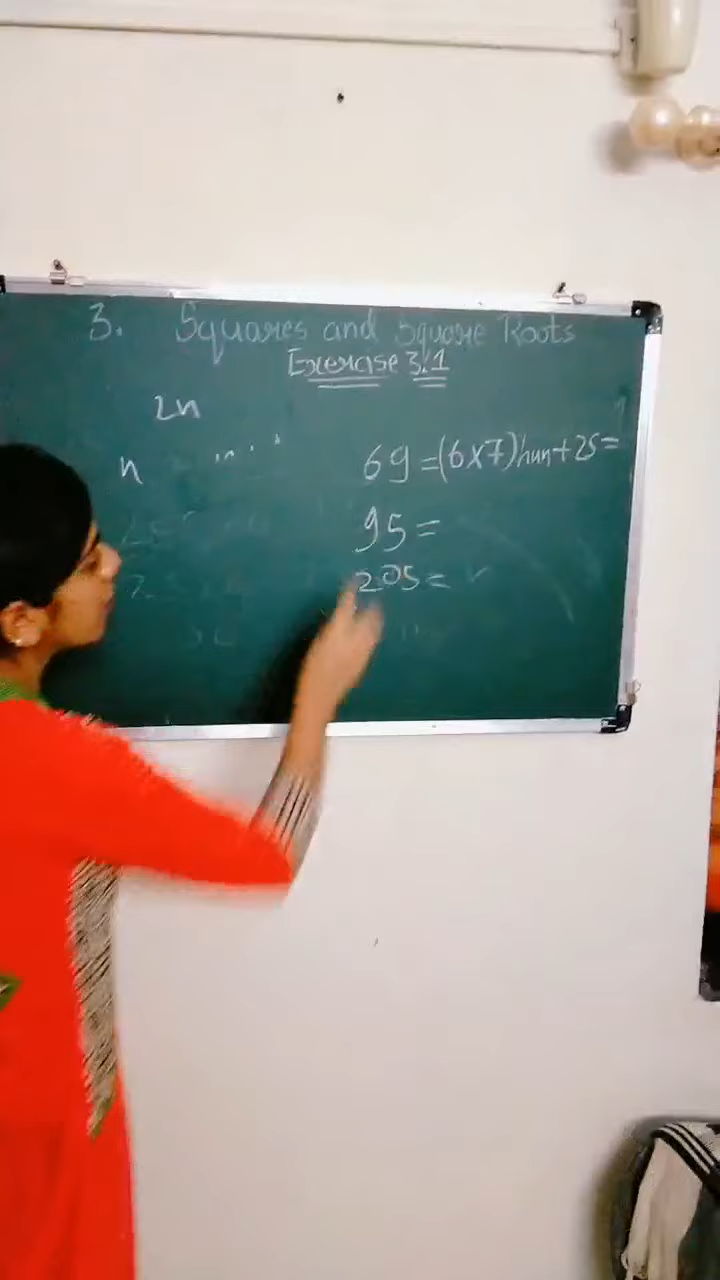 3. Squares and Square Roots
Exercise 3.1
2n
n
69 =(6x7)hun+25=
95=
205=